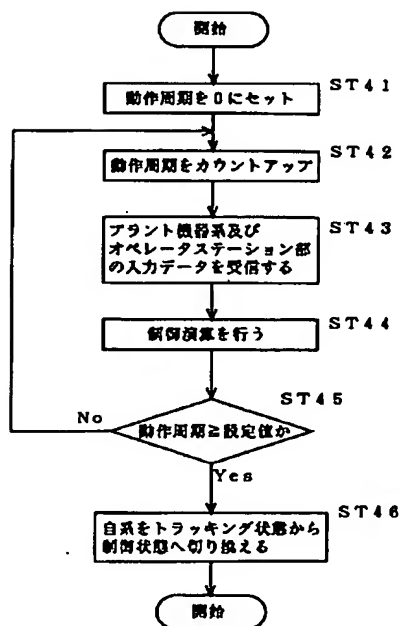 開始
ST41
動作周期を0にセット
ST42
動作周期をカウントアップ
ST43
プラント機器系及び
オペレータステーション部
の入力データを受信する
ST44
制御演算を行う
ST45
No
動作周期≧設定値か
Yes
ST46
自系をトラッキング状態から
制御状態へ切り換える
開始